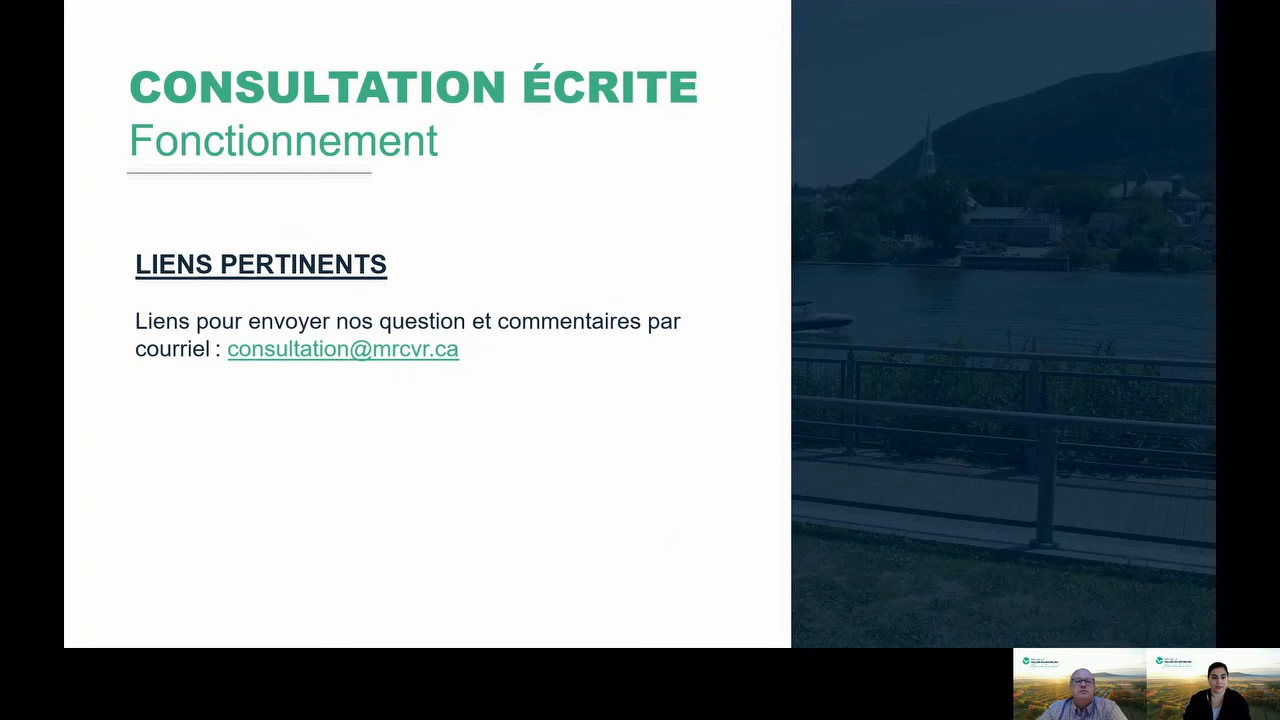 CONSULTATION ÉCRITE
Fonctionnement
LIENS PERTINENTS
Liens pour envoyer nos question et commentaires par
courriel : consultation@mrcvr.ca